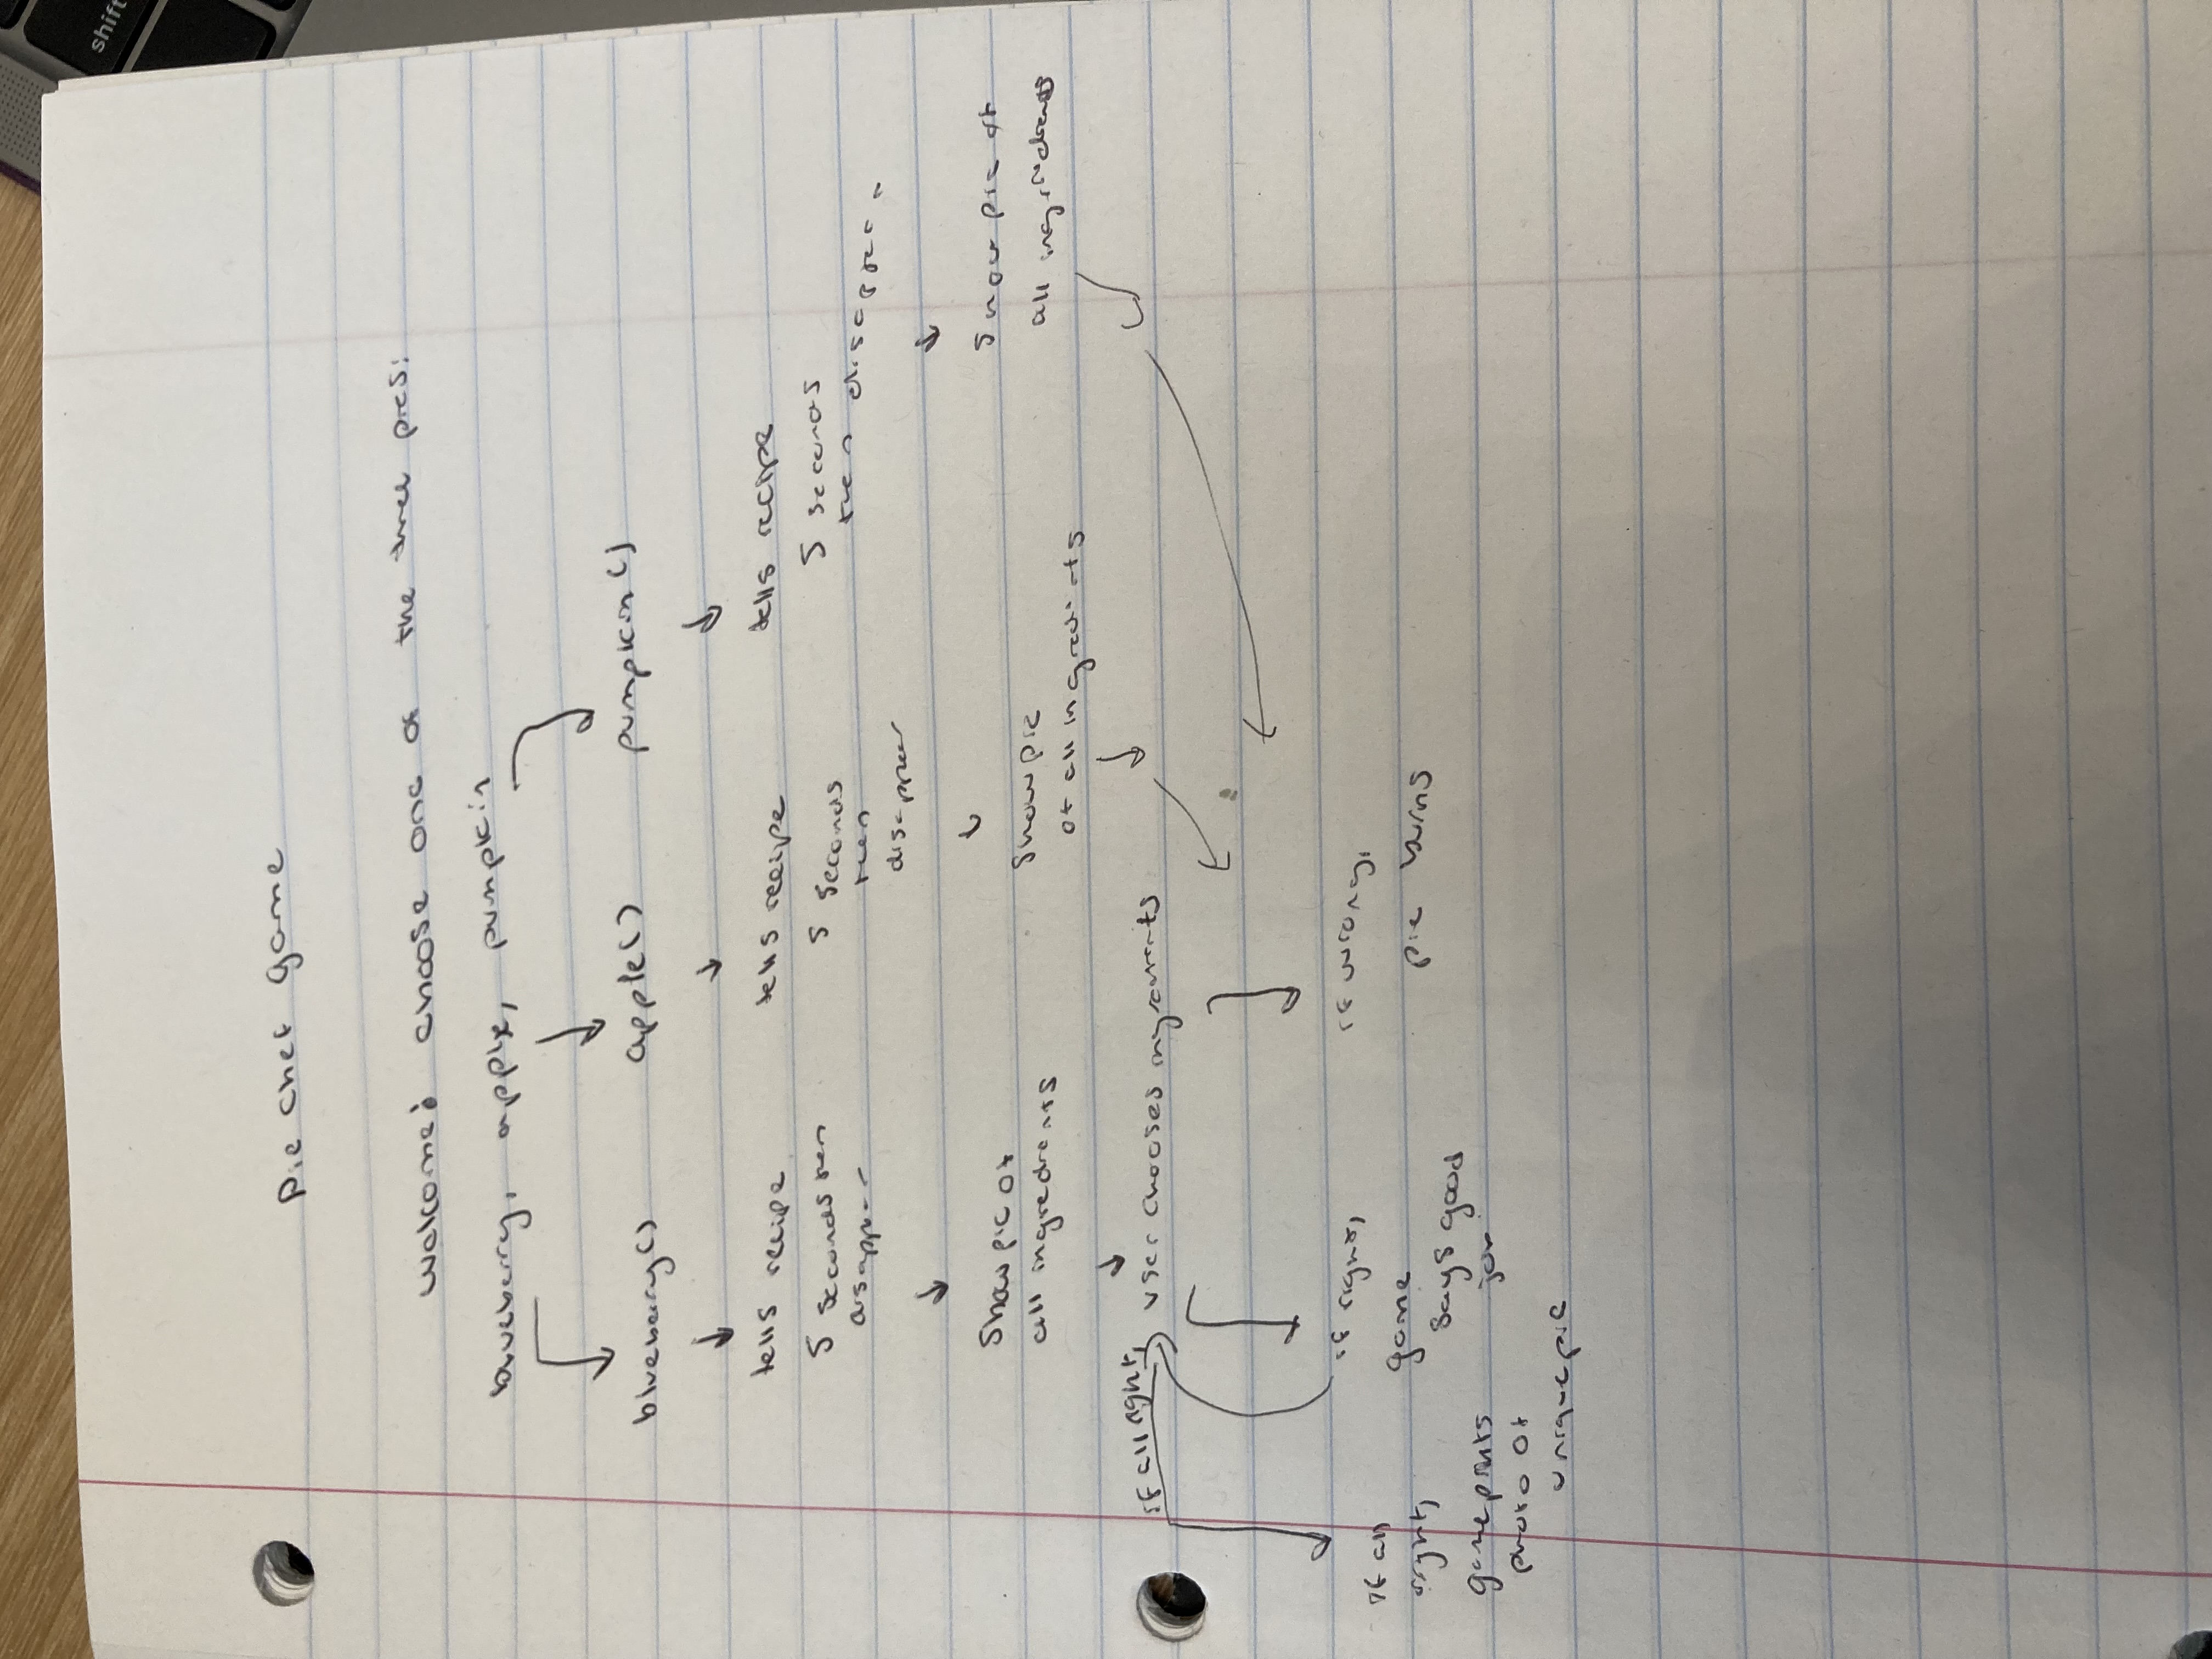 Pie chef game
welcome! choose one of the three pies:
blueberry, apple, pumpkin
blueberry() apple() pumpkin()
tells recipe
5 seconds then
disappear
tells recipe
5 seconds
then
disappear
tells recipe
5 seconds
then disappear
show pic of
all ingredients
show pic
of all ingredients
show pic of
all ingredients
if all right,
user chooses ingredients
if all
right,
game prints
photo of
unique pie
if right,
game
says good
job
if wrong,
pie burns
shift